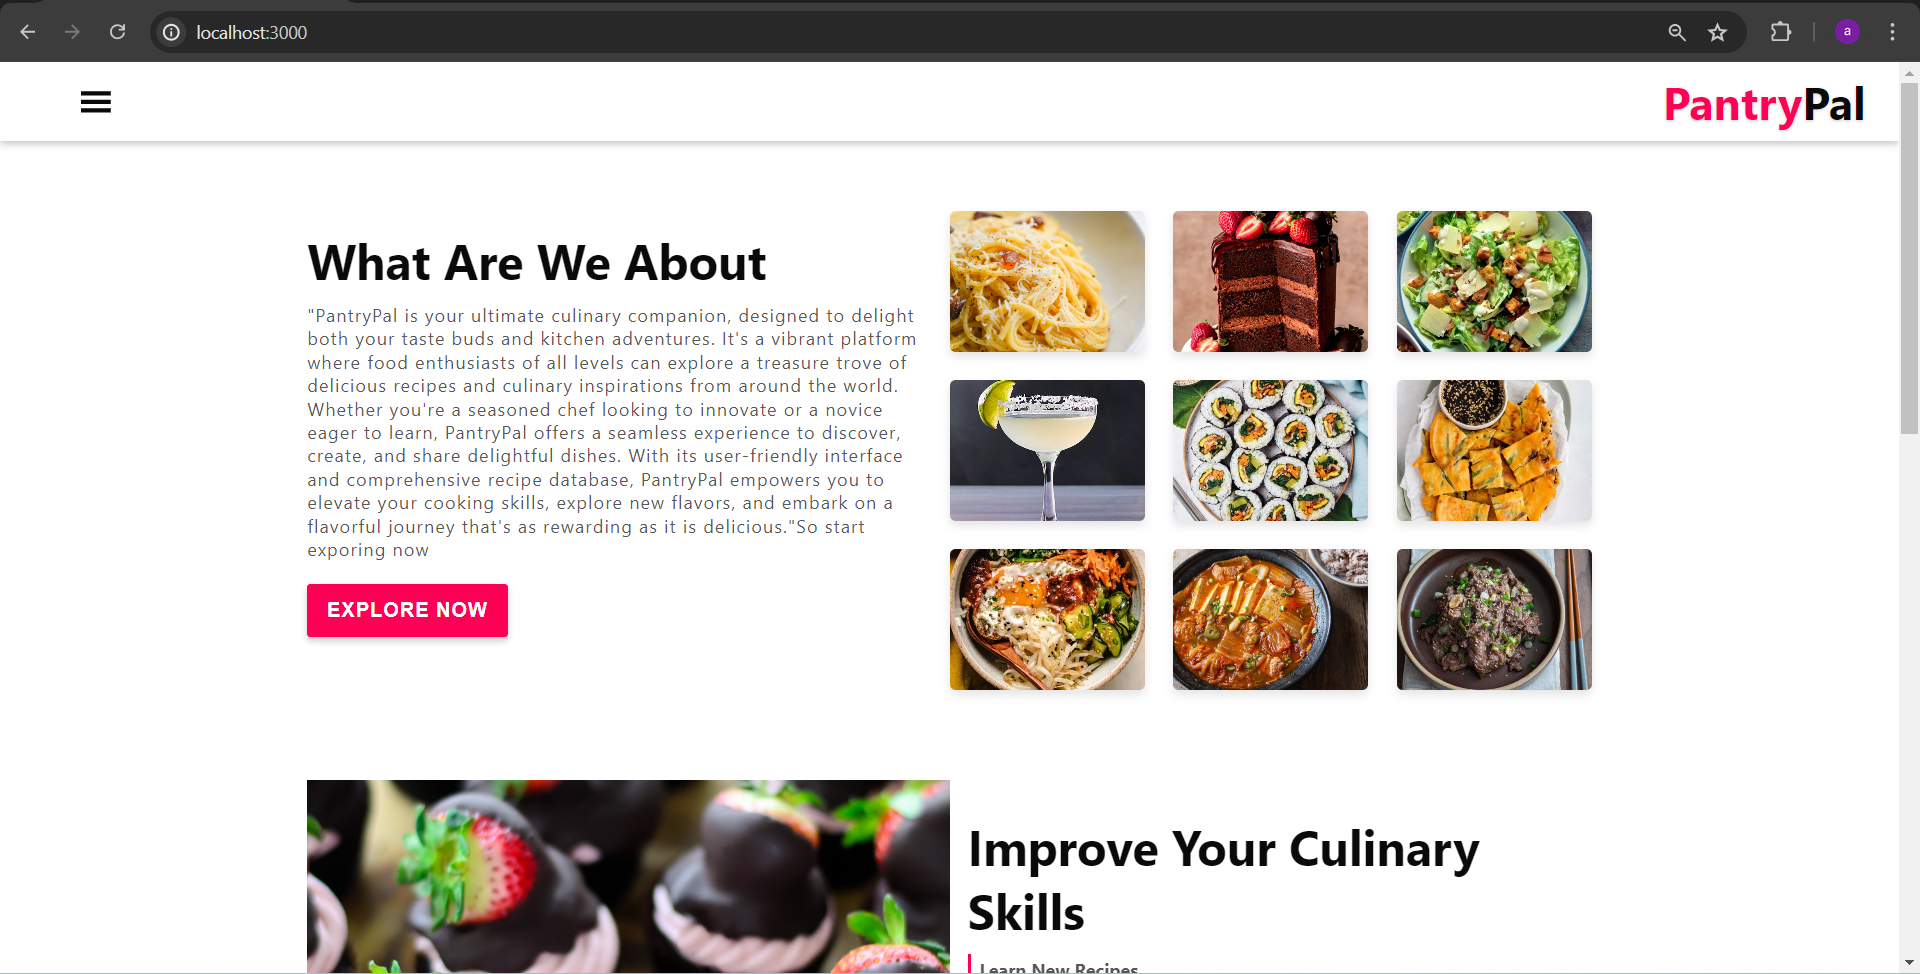 localhost:3000
a
PantryPal
What Are We About
"PantryPal is your ultimate culinary companion, designed to delight
both your taste buds and kitchen adventures. It's a vibrant platform
where food enthusiasts of all levels can explore a treasure trove of
delicious recipes and culinary inspirations from around the world.
Whether you're a seasoned chef looking to innovate or a novice
eager to learn, PantryPal offers a seamless experience to discover,
create, and share delightful dishes. With its user-friendly interface
and comprehensive recipe database, PantryPal empowers you to
elevate your cooking skills, explore new flavors, and embark on a
flavorful journey that's as rewarding as it is delicious."So start
exporing now
EXPLORE NOW
Improve Your Culinary
Skills
Learn New Recipes